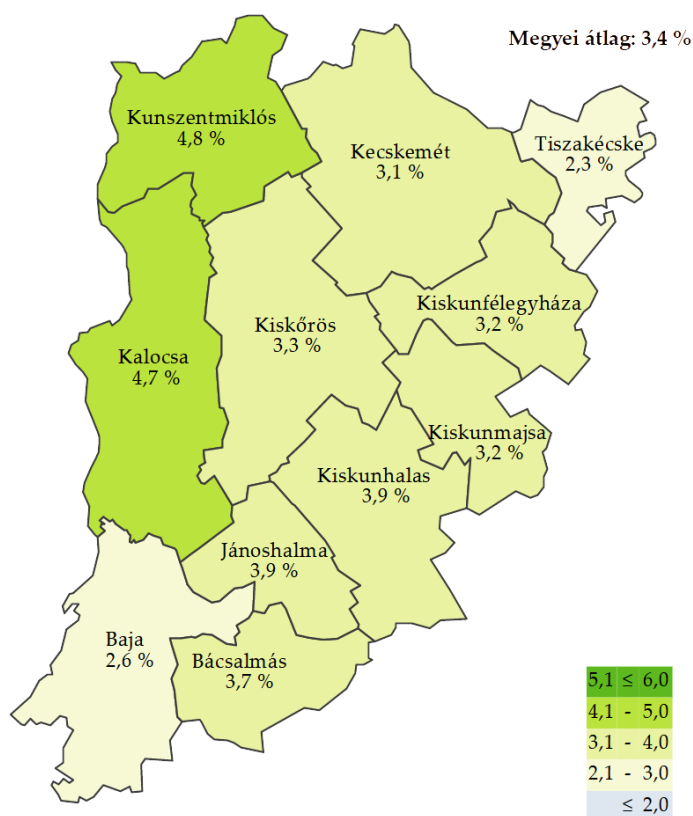 Megyei átlag: 3,4 %
Kunszentmiklós
4,8 %
Kecskemét
3,1 %
Tiszakécske
2,3 %
Kiskunfélegyháza
3,2 %
Kiskőrös
3,3 %
Kalocsa
4,7 %
Kiskunmajsa
3,2 %
Kiskunhalas
3,9 %
Jánoshalma
3,9 %
Baja
2,6 %
Bácsalmás
3,7 %
5,1 ≤ 6,0
4,1 - 5,0
3,1 - 4,0
2,1 - 3,0
≤ 2,0